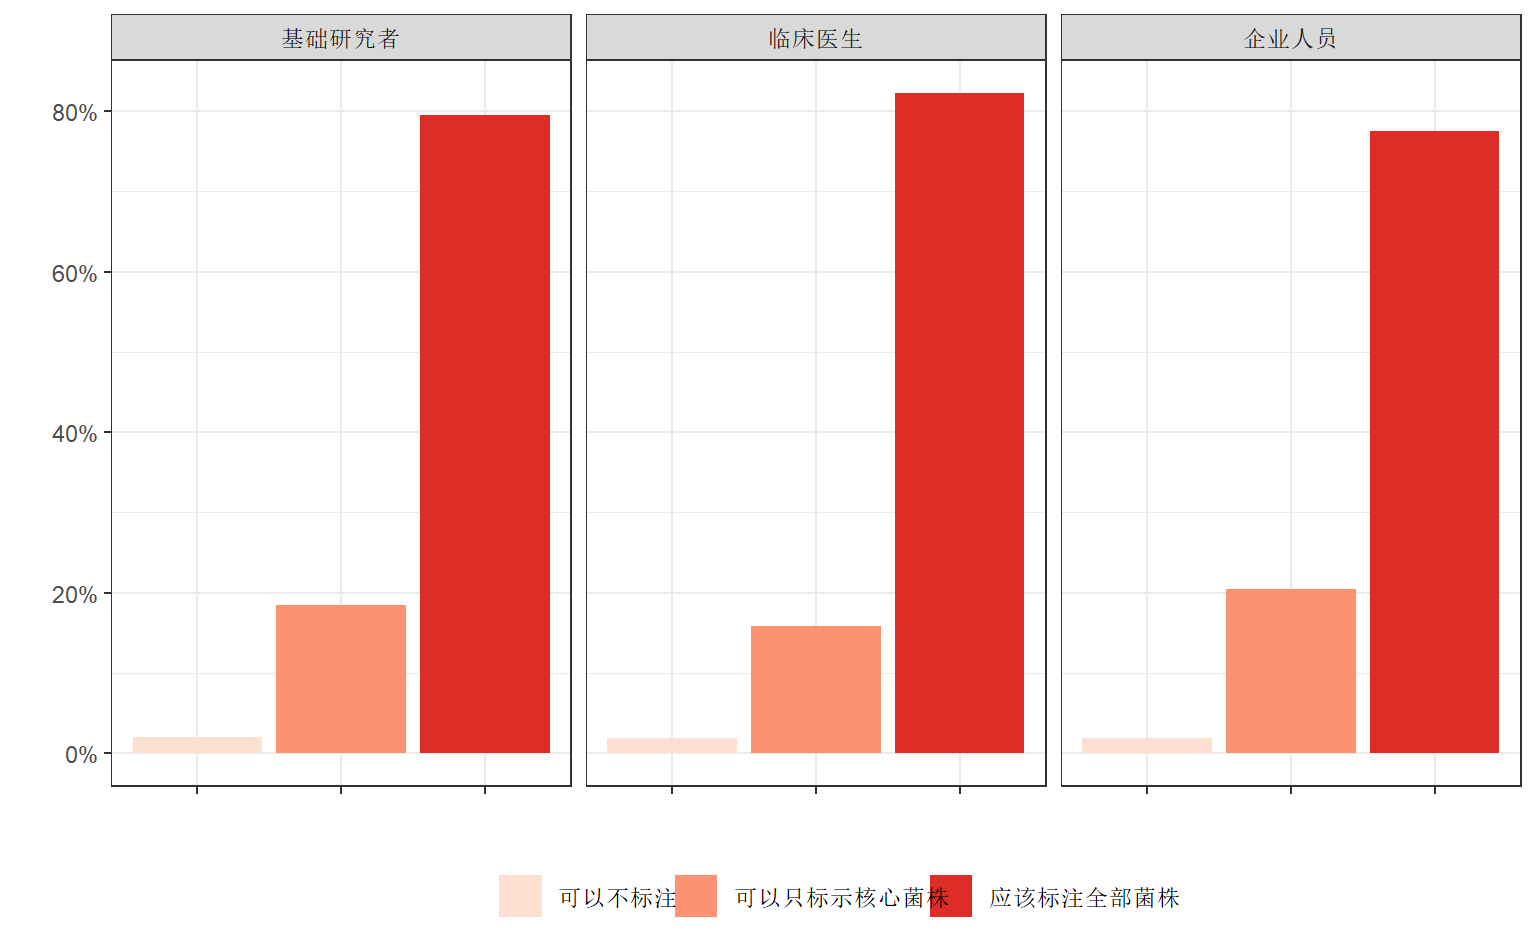 基础研究者
临床医生
企业人员
80%
60%
40%
20%
0%
可以不标注
可以只标示核心菌株
应该标注全部菌株